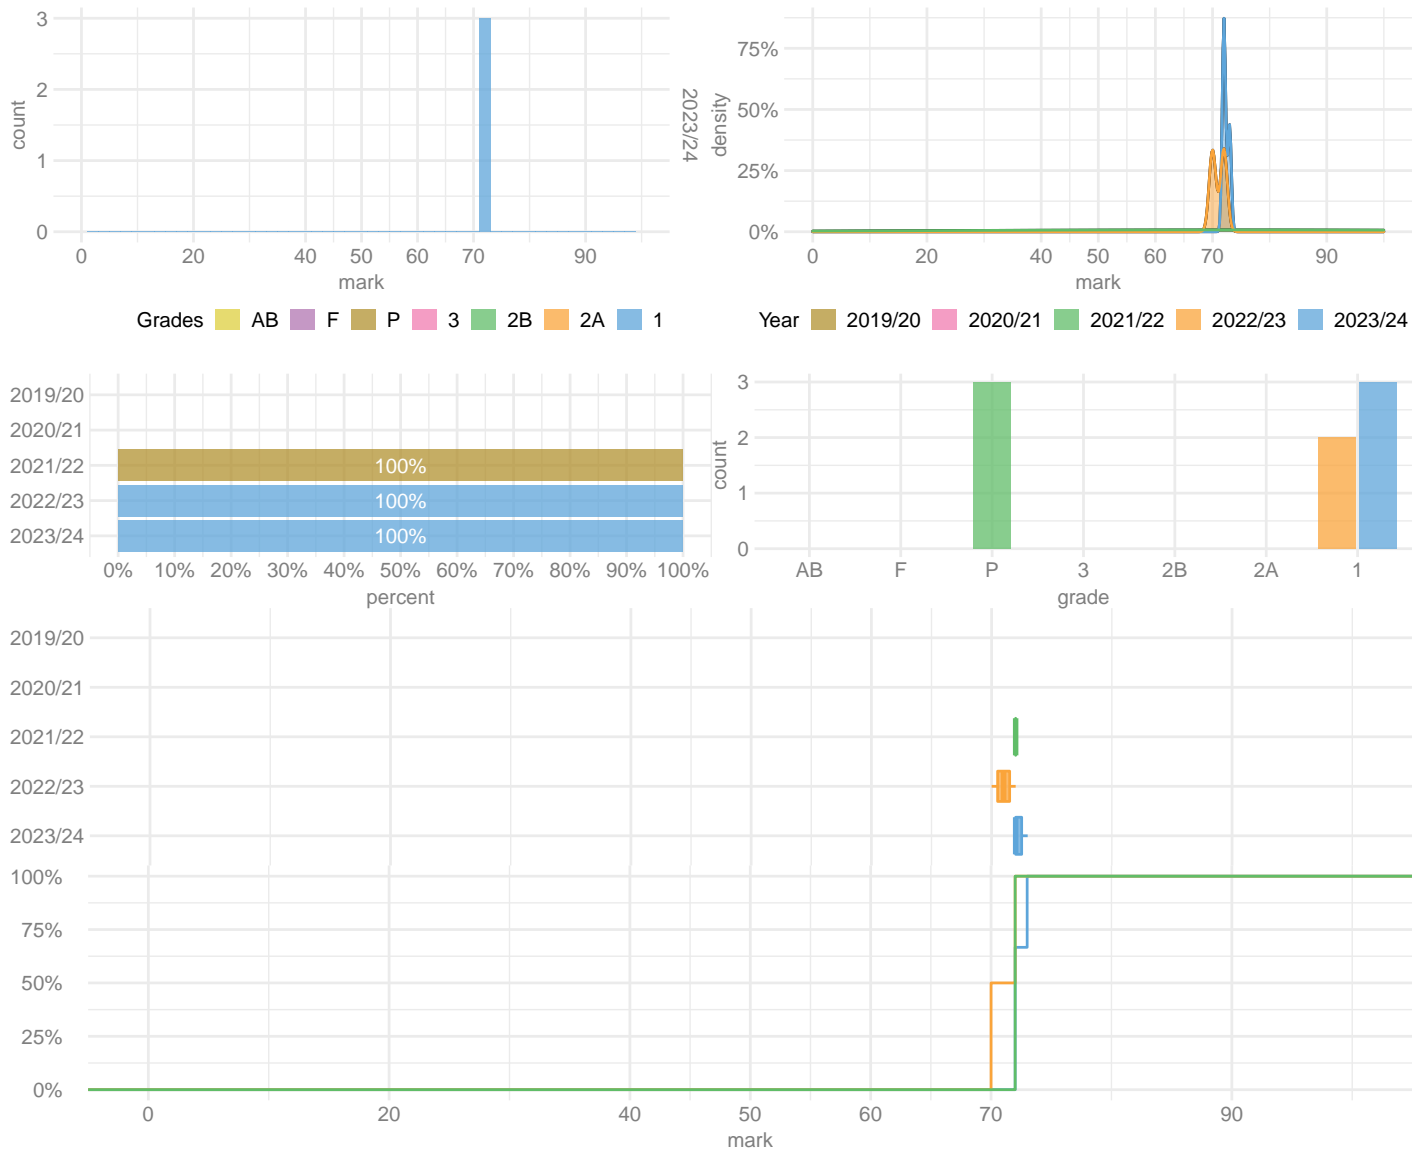 3
2
1
0
count
0 20 40 50 60 70 90
mark
2023/24
75%
50%
25%
0%
density
0 20 40 50 60 70 90
mark
Grades AB F P 3 2B 2A 1
Year 2019/20 2020/21 2021/22 2022/23 2023/24
2019/20
2020/21
2021/22 100%
2022/23 100%
2023/24 100%
0% 10% 20% 30% 40% 50% 60% 70% 80% 90% 100%
percent
3
2
1
0
count
AB F P 3 2B 2A 1
grade
2019/20
2020/21
2021/22
2022/23
2023/24
100%
75%
50%
25%
0%
0 20 40 50 60 70 90
mark